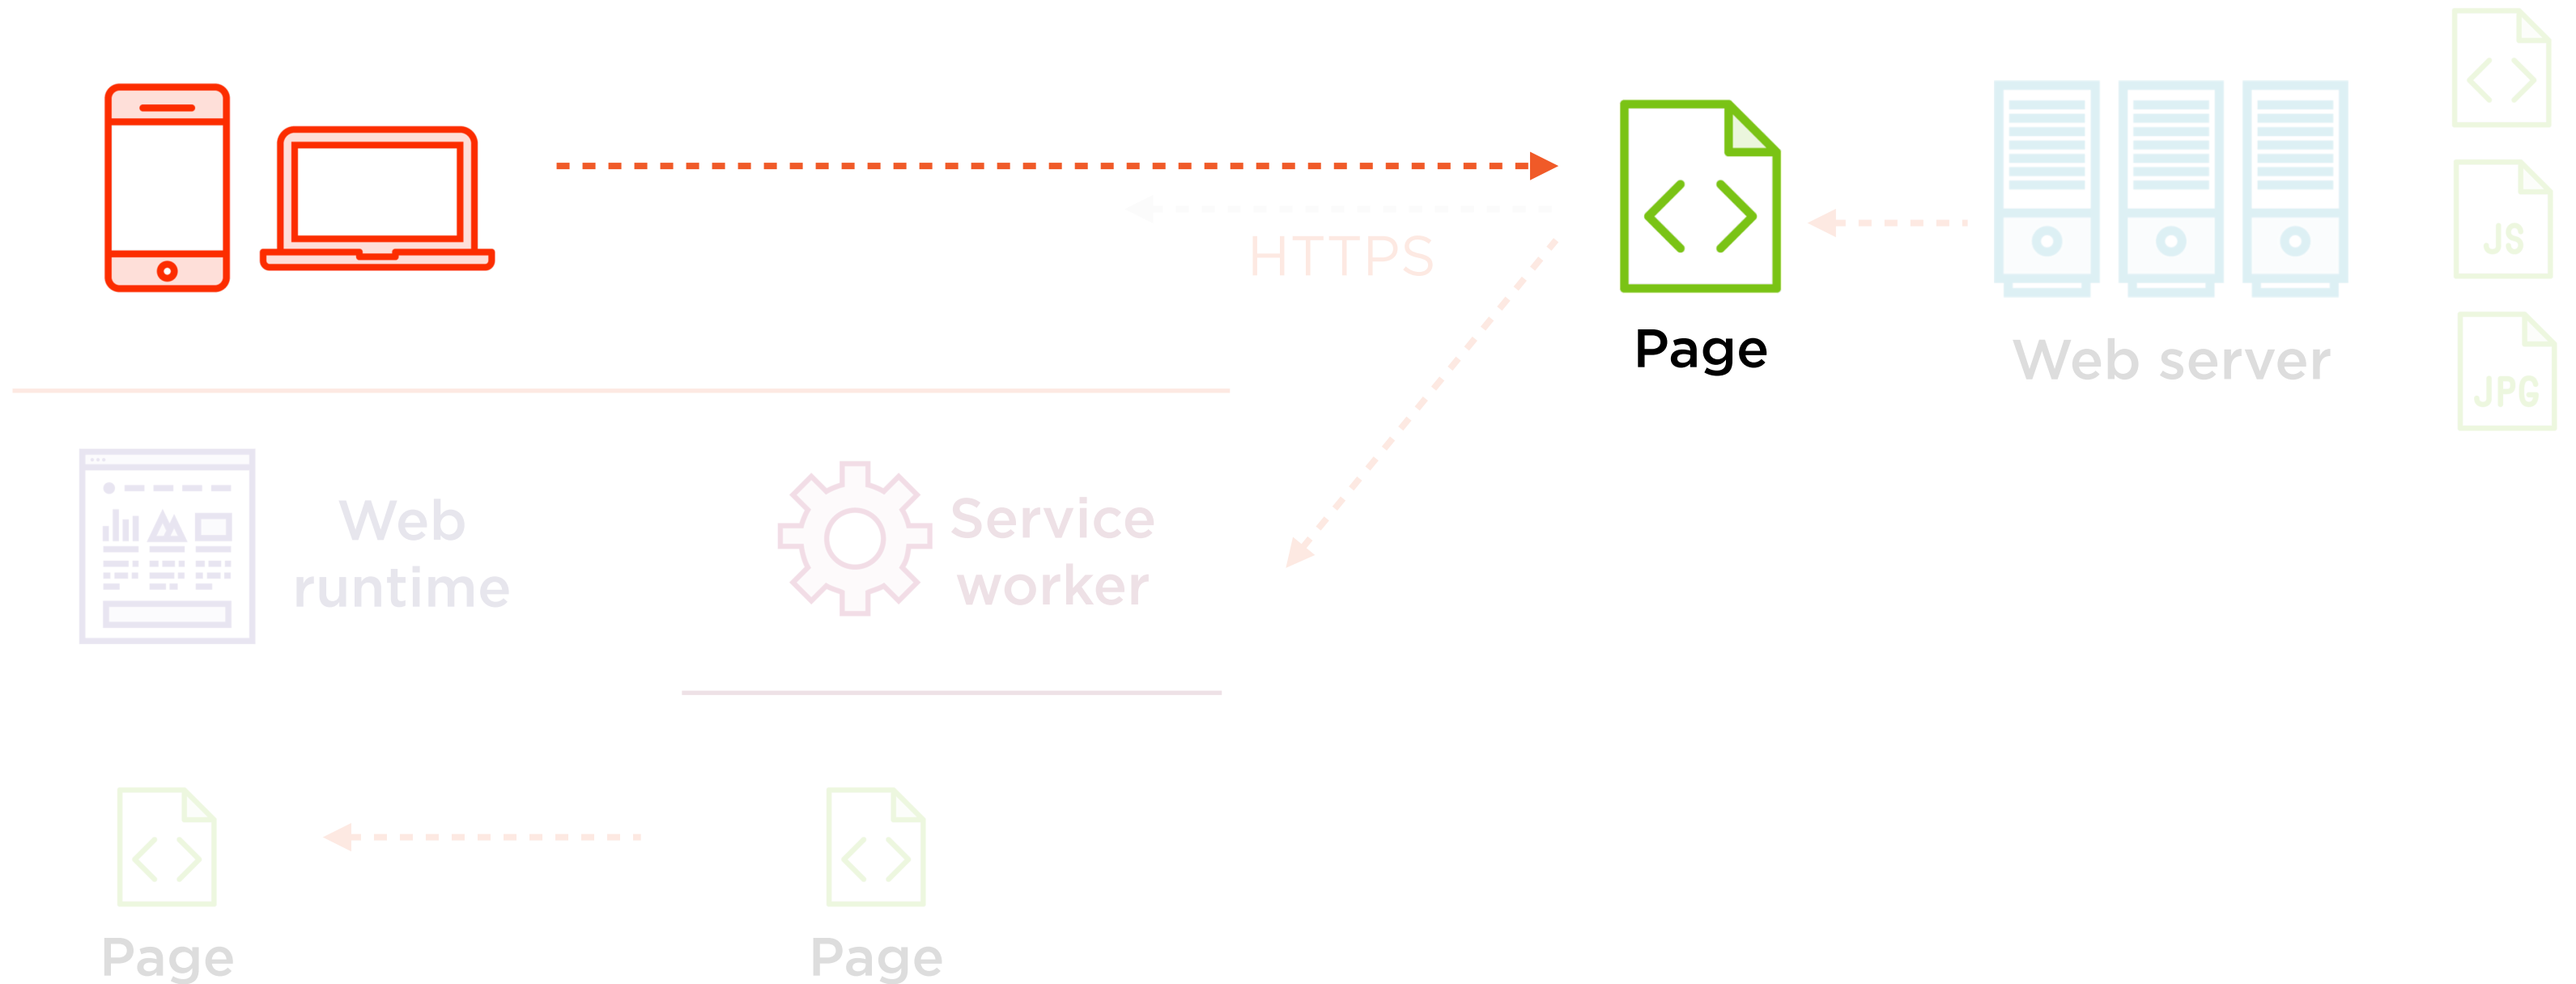 HTTPS
Page
Web server
JS
JPG
Web
runtime
Service
worker
Page
Page